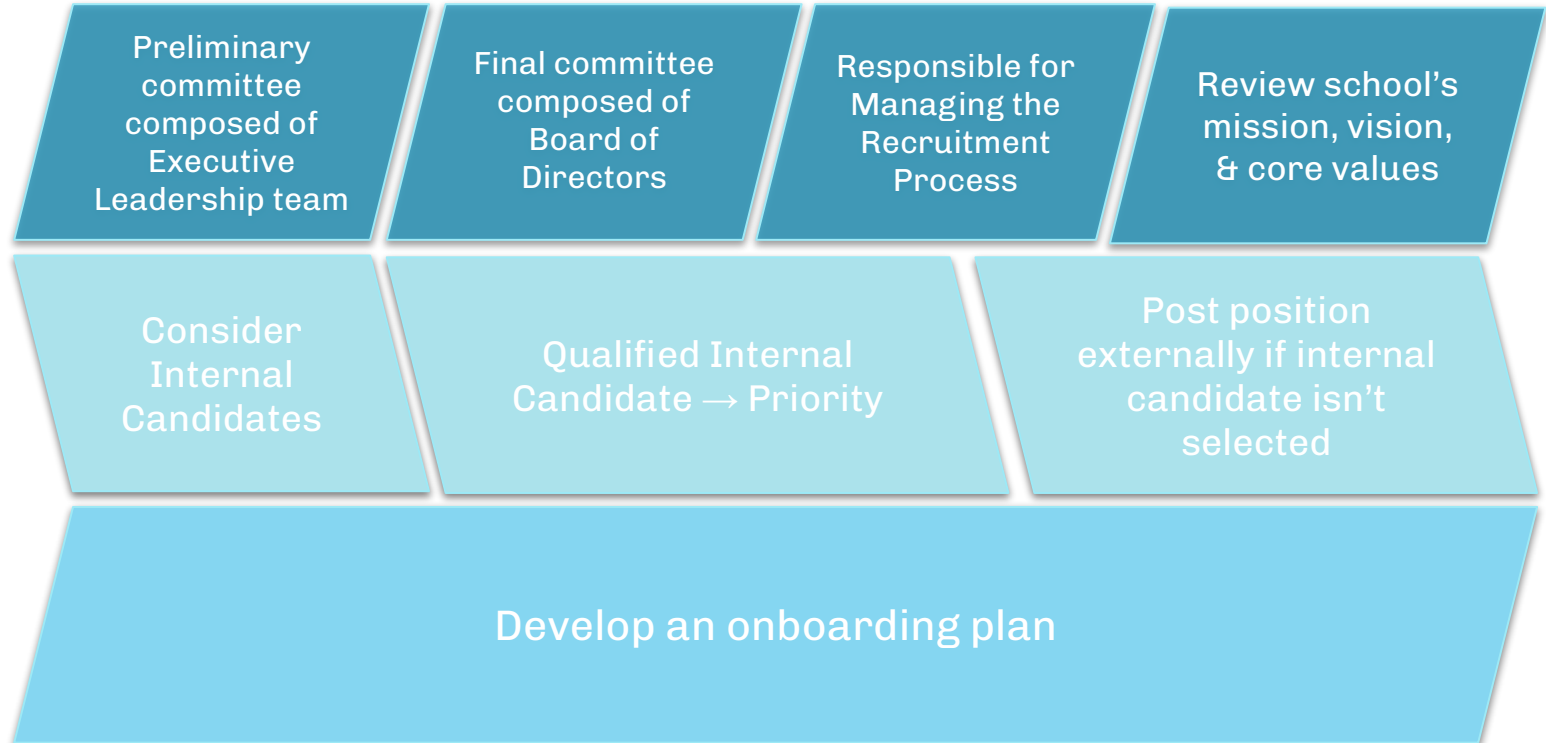 Preliminary
committee
composed of
Executive
Leadership team
Final committee
composed of
Board of
Directors
Responsible for
Managing the
Recruitment
Process
Review school’s
mission, vision,
& core values
Consider
Internal
Candidates
Qualified Internal
Candidate → Priority
Post position
externally if internal
candidate isn’t
selected
Develop an onboarding plan